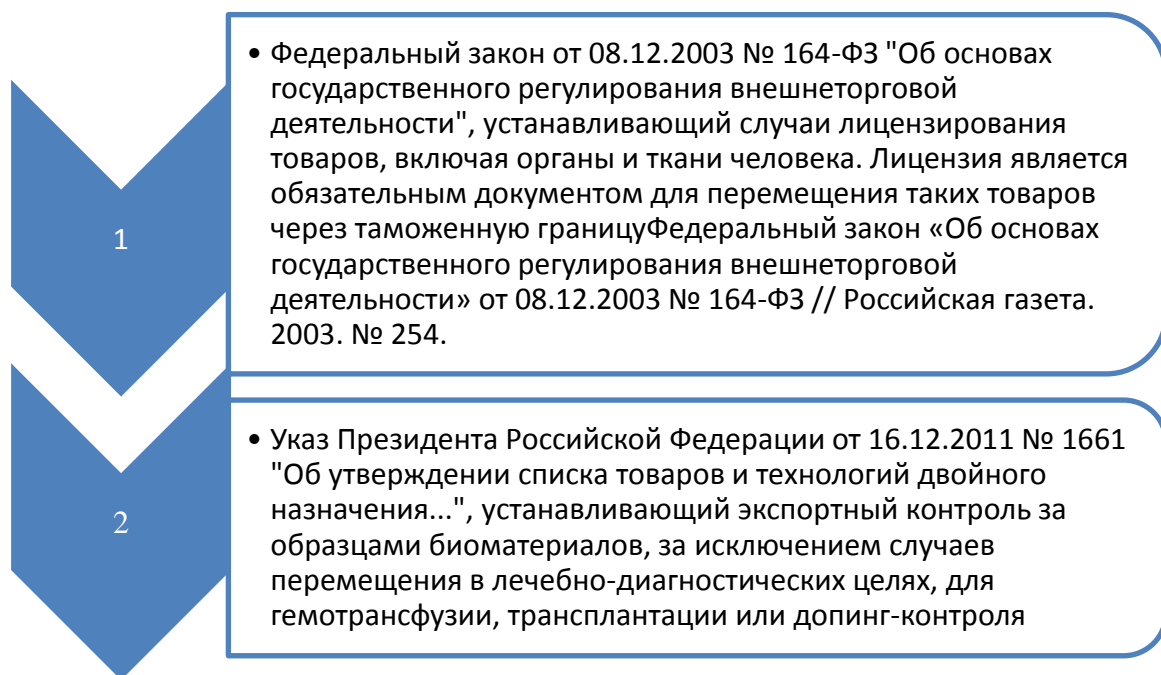 1
• Федеральный закон от 08.12.2003 № 164-ФЗ "Об основах
государственного регулирования внешнеторговой
деятельности", устанавливающий случаи лицензирования
товаров, включая органы и ткани человека. Лицензия является
обязательным документом для перемещения таких товаров
через таможенную границуФедеральный закон «Об основах
государственного регулирования внешнеторговой
деятельности» от 08.12.2003 № 164-ФЗ // Российская газета.
2003. № 254.
2
• Указ Президента Российской Федерации от 16.12.2011 № 1661
"Об утверждении списка товаров и технологий двойного
назначения...", устанавливающий экспортный контроль за
образцами биоматериалов, за исключением случаев
перемещения в лечебно-диагностических целях, для
гемотрансфузии, трансплантации или допинг-контроля